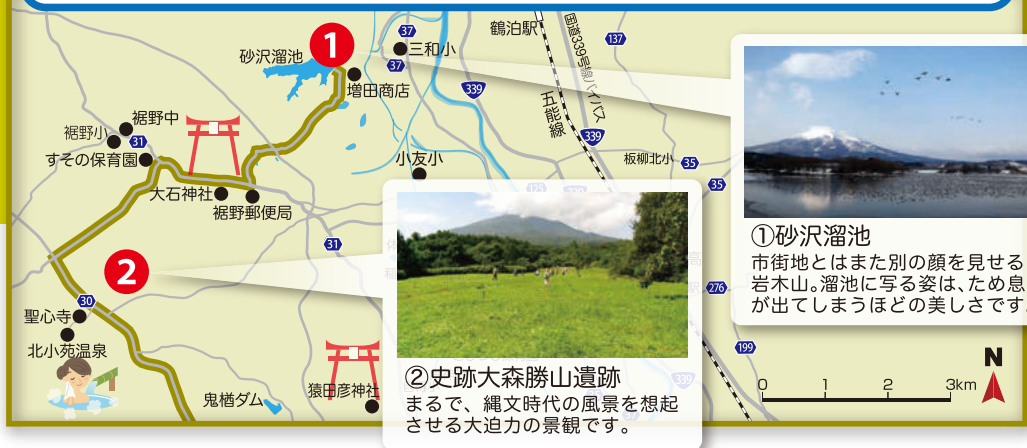 鶴泊駅
国道339号線バイパス
37
137
1
三和小
砂沢溜池
37
増田商店
339
五能線
裾野中
裾野小
31
339
すその保育園
小友小
板柳北小
35
大石神社
35
裾野郵便局
31
2
276
30
聖心寺
北小苑温泉
199
猿田彦神社
鬼楢ダム
①砂沢溜池
市街地とはまた別の顔を見せる
岩木山。溜池に写る姿は、ため息
が出てしまうほどの美しさです。
②史跡大森勝山遺跡
まるで、縄文時代の風景を想起
させる大迫力の景観です。
N
0 1 2 3km